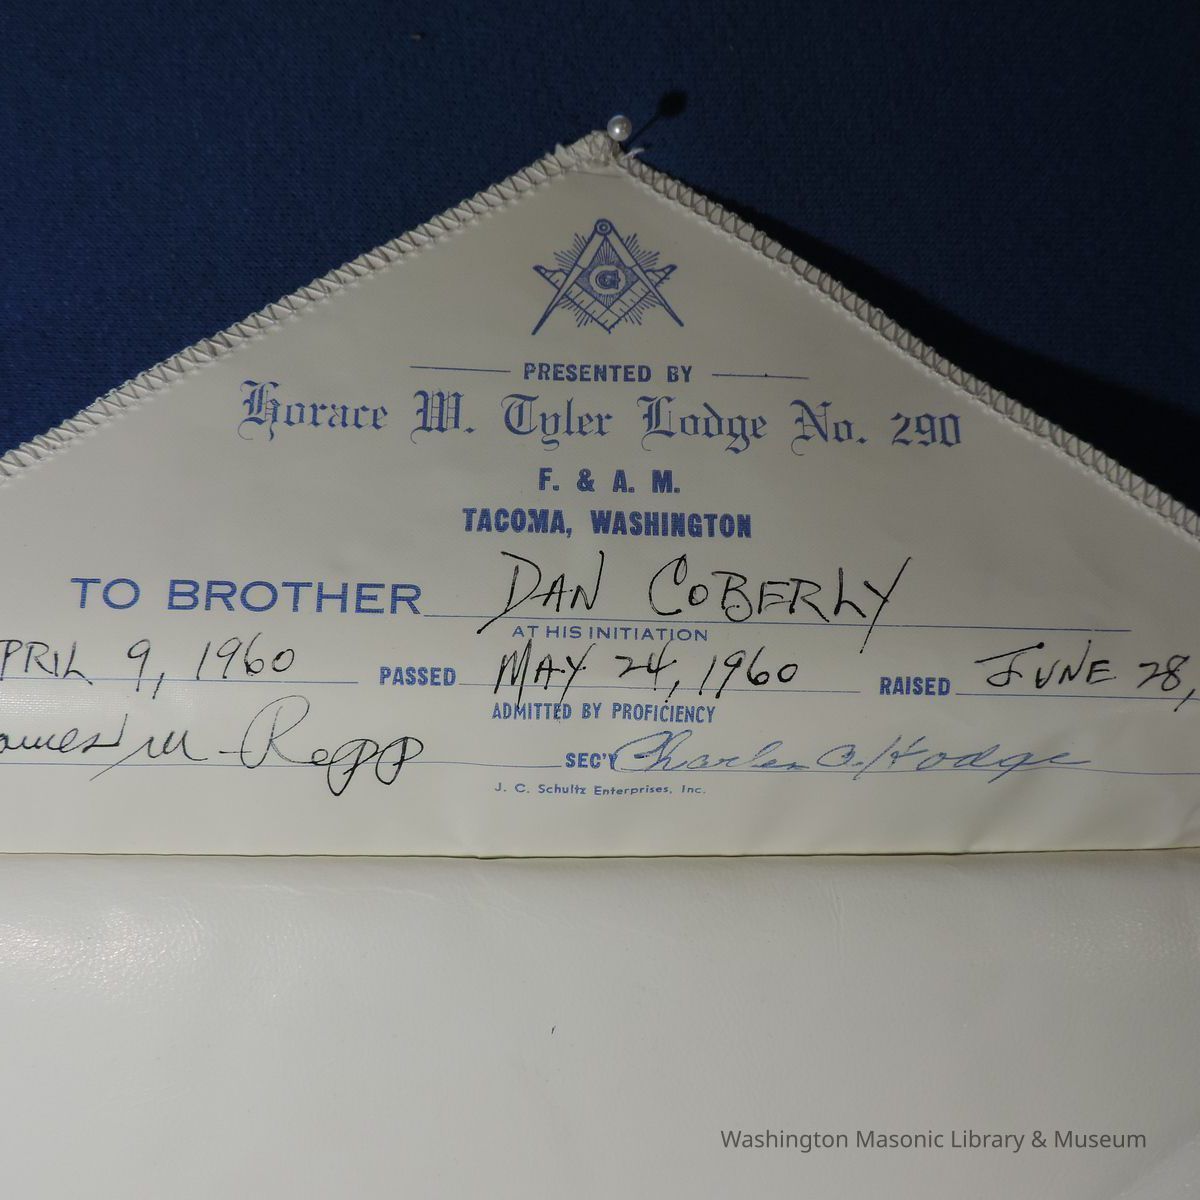 G
PRESENTED BY
Horace W. Tyler Lodge No. 290
F. & A. M.
TACOMA, WASHINGTON
TO BROTHER DAN COBERLY
AT HIS INITIATION
PRIL 9, 1960 PASSED MAY 24, 1960 RAISED JUNE 28,
ADMITTED BY PROFICIENCY
ames M. Ropp SEC'Y Charles C. Hodge
J. C. Schultz Enterprises, Inc.
Washington Masonic Library & Museum